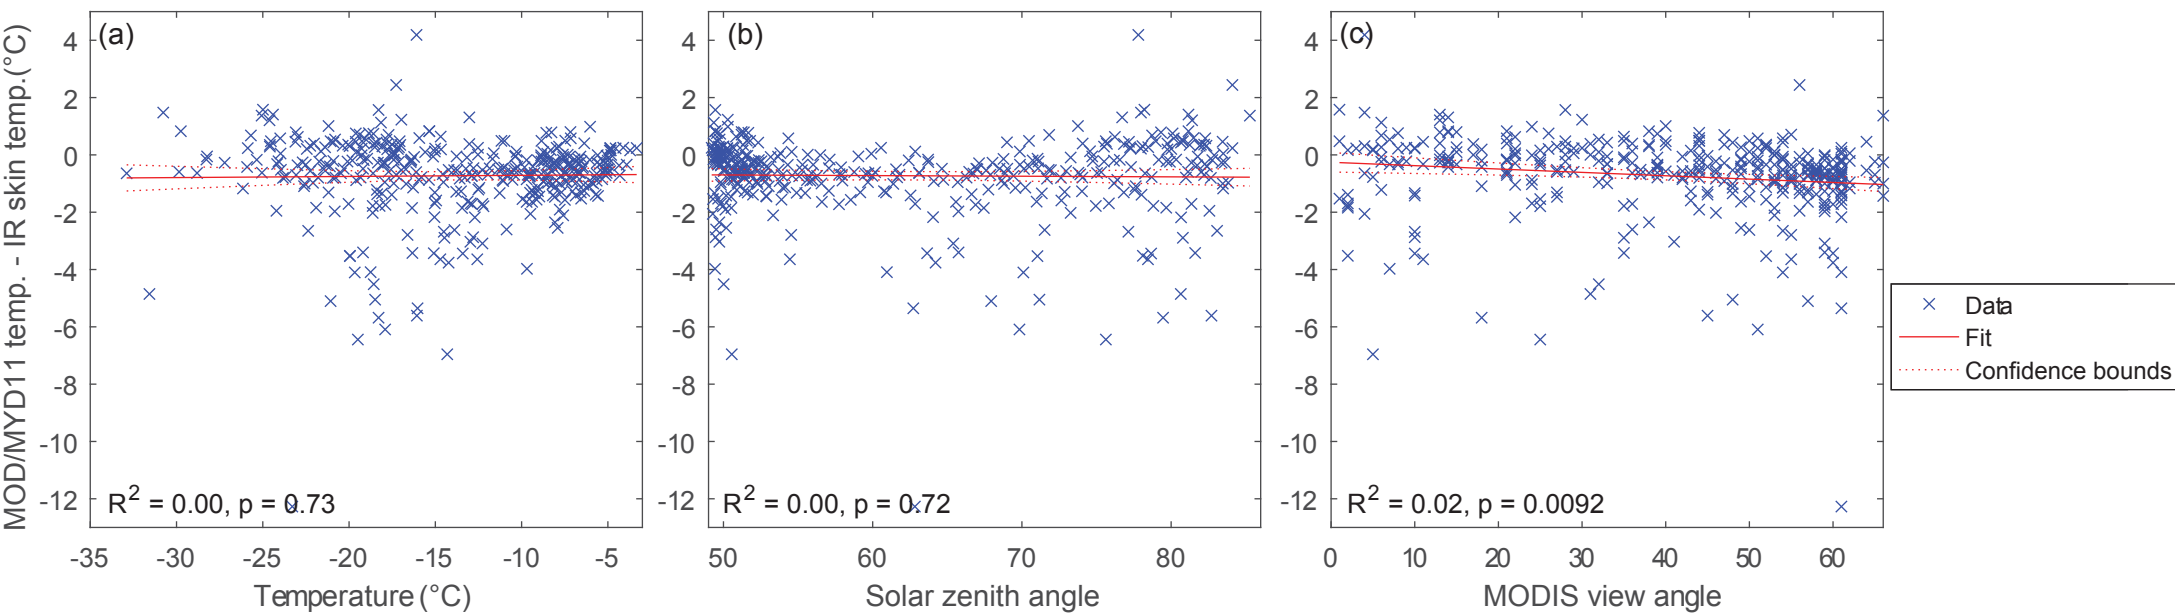 MOD/MYD11 temp. - IR skin temp.(°C)
(a)
4
2
0
-2
-4
-6
-8
-10
-12
R² = 0.00, p = 0.73
-35 -30 -25 -20 -15 -10 -5
Temperature (°C)
(b)
4
2
0
-2
-4
-6
-8
-10
-12
R² = 0.00, p = 0.72
50 60 70 80
Solar zenith angle
(c)
4
2
0
-2
-4
-6
-8
-10
-12
R² = 0.02, p = 0.0092
0 10 20 30 40 50 60
MODIS view angle
Data
Fit
Confidence bounds